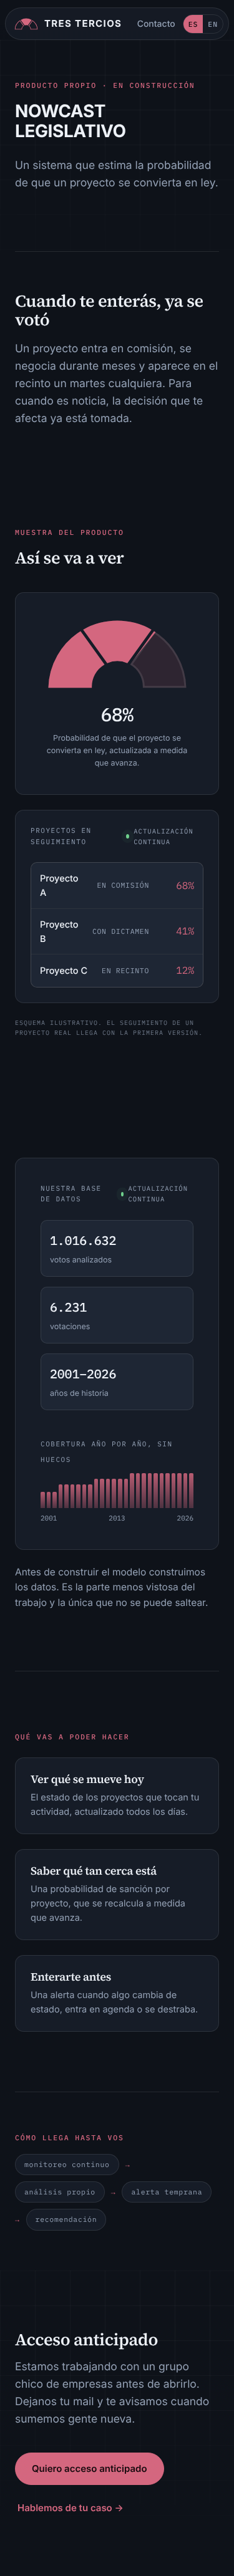 TRES TERCIOS Contacto ES EN
PRODUCTO PROPIO · EN CONSTRUCCIÓN
NOWCAST
LEGISLATIVO
Un sistema que estima la probabilidad
de que un proyecto se convierta en ley.
Cuando te enterás, ya se
votó
Un proyecto entra en comisión, se
negocia durante meses y aparece en el
recinto un martes cualquiera. Para
cuando es noticia, la decisión que te
afecta ya está tomada.
MUESTRA DEL PRODUCTO
Así se va a ver
68%
Probabilidad de que el proyecto se
convierta en ley, actualizada a medida
que avanza.
PROYECTOS EN
SEGUIMIENTO
ACTUALIZACIÓN
CONTINUA
Proyecto
A
EN COMISIÓN 68%
Proyecto
B
CON DICTAMEN 41%
Proyecto C EN RECINTO 12%
ESQUEMA ILUSTRATIVO. EL SEGUIMIENTO DE UN
PROYECTO REAL LLEGA CON LA PRIMERA VERSIÓN.
NUESTRA BASE
DE DATOS
ACTUALIZACIÓN
CONTINUA
1.016.632
votos analizados
6.231
votaciones
2001–2026
años de historia
COBERTURA AÑO POR AÑO, SIN
HUECOS
2001 2013 2026
Antes de construir el modelo construimos
los datos. Es la parte menos vistosa del
trabajo y la única que no se puede saltear.
QUÉ VAS A PODER HACER
Ver qué se mueve hoy
El estado de los proyectos que tocan tu
actividad, actualizado todos los días.
Saber qué tan cerca está
Una probabilidad de sanción por
proyecto, que se recalcula a medida
que avanza.
Enterarte antes
Una alerta cuando algo cambia de
estado, entra en agenda o se destraba.
CÓMO LLEGA HASTA VOS
monitoreo continuo →
análisis propio → alerta temprana
→ recomendación
Acceso anticipado
Estamos trabajando con un grupo
chico de empresas antes de abrirlo.
Dejanos tu mail y te avisamos cuando
sumemos gente nueva.
Quiero acceso anticipado
Hablemos de tu caso →